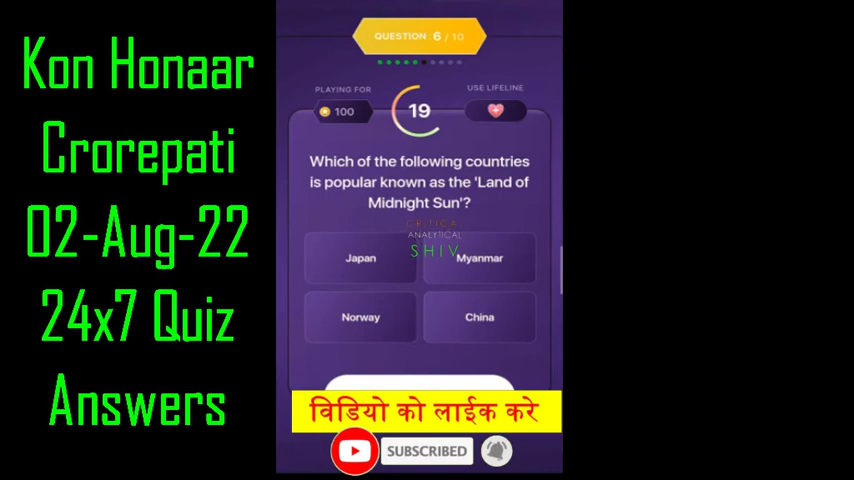 Kon Honaar
Crorepati
02-Aug-22
24x7 Quiz
Answers
QUESTION : 6 / 10
PLAYING FOR
100
19
USE LIFELINE
Which of the following countries
is popular known as the 'Land of
Midnight Sun'?
CRITICAL
ANALYTICAL
SHIV
Japan
Myanmar
Norway
China
विडियो को लाईक करे
SUBSCRIBED